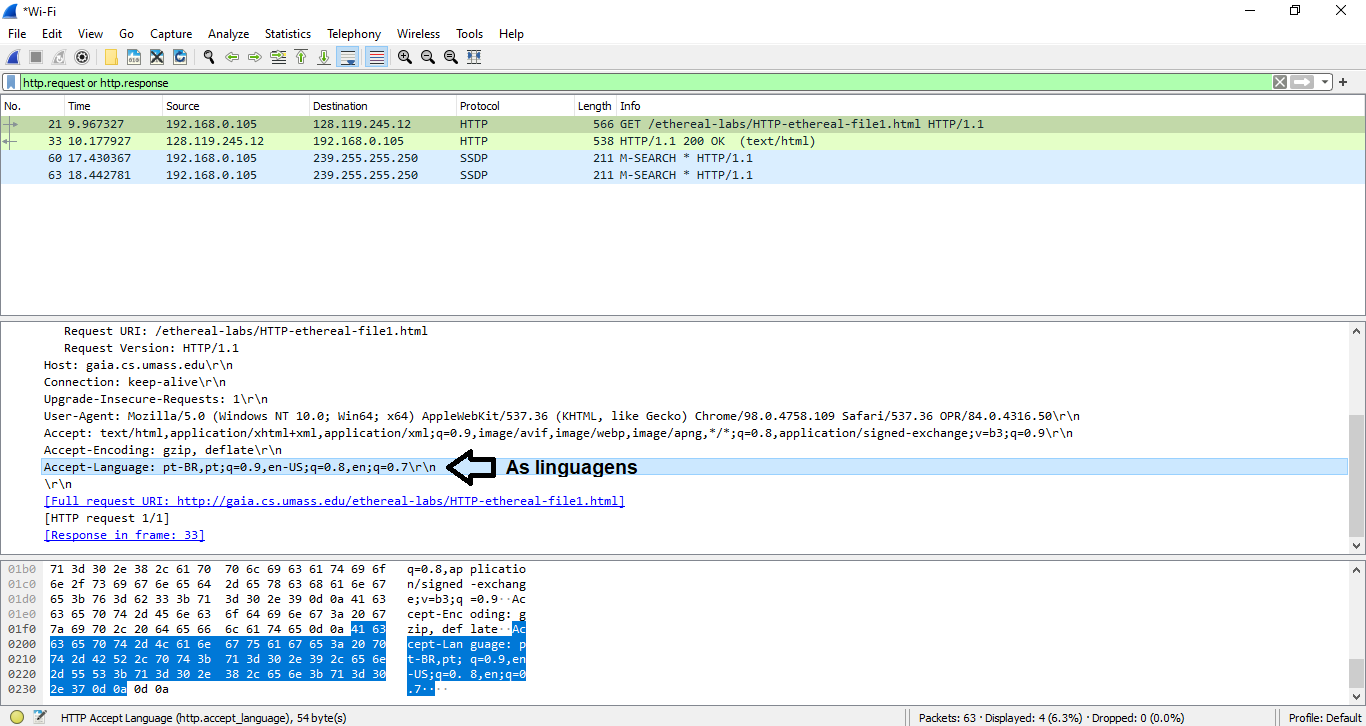 *Wi-Fi
File Edit View Go Capture Analyze Statistics Telephony Wireless Tools Help
http.request or http.response
No. Time Source Destination Protocol Length Info
21 9.967327 192.168.0.105 128.119.245.12 HTTP 566 GET /ethereal-labs/HTTP-ethereal-file1.html HTTP/1.1
33 10.177927 128.119.245.12 192.168.0.105 HTTP 538 HTTP/1.1 200 OK (text/html)
60 17.430367 192.168.0.105 239.255.255.250 SSDP 211 M-SEARCH * HTTP/1.1
63 18.442781 192.168.0.105 239.255.255.250 SSDP 211 M-SEARCH * HTTP/1.1
Request URI: /ethereal-labs/HTTP-ethereal-file1.html
Request Version: HTTP/1.1
Host: gaia.cs.umass.edu\r\n
Connection: keep-alive\r\n
Upgrade-Insecure-Requests: 1\r\n
User-Agent: Mozilla/5.0 (Windows NT 10.0; Win64; x64) AppleWebKit/537.36 (KHTML, like Gecko) Chrome/98.0.4758.109 Safari/537.36 OPR/84.0.4316.50\r\n
Accept: text/html,application/xhtml+xml,application/xml;q=0.9,image/avif,image/webp,image/apng,*/*;q=0.8,application/signed-exchange;v=b3;q=0.9\r\n
Accept-Encoding: gzip, deflate\r\n
Accept-Language: pt-BR,pt;q=0.9,en-US;q=0.8,en;q=0.7\r\n As linguagens
\r\n
[Full request URI: http://gaia.cs.umass.edu/ethereal-labs/HTTP-ethereal-file1.html]
[HTTP request 1/1]
[Response in frame: 33]
01b0 71 3d 30 2e 38 2c 61 70 70 6c 69 63 61 74 69 6f q=0.8,ap plicatio
01c0 6e 2f 73 69 67 6e 65 64 2d 65 78 63 68 61 6e 67 n/signed -exchang
01d0 65 3b 76 3d 62 33 3b 71 3d 30 2e 39 0d 0a 41 63 e;v=b3;q =0.9··Ac
01e0 63 65 70 74 2d 45 6e 63 6f 64 69 6e 67 3a 20 67 cept-Enc oding: g
01f0 7a 69 70 2c 20 64 65 66 6c 61 74 65 0d 0a 41 63 zip, def late··Ac
0200 63 65 70 74 2d 4c 61 6e 67 75 61 67 65 3a 20 70 cept-Lan guage: p
0210 74 2d 42 52 2c 70 74 3b 71 3d 30 2e 39 2c 65 6e t-BR,pt; q=0.9,en
0220 2d 55 53 3b 71 3d 30 2e 38 2c 65 6e 3b 71 3d 30 -US;q=0. 8,en;q=0
0230 2e 37 0d 0a 0d 0a .7····
HTTP Accept Language (http.accept_language), 54 byte(s) Packets: 63 · Displayed: 4 (6.3%) · Dropped: 0 (0.0%) Profile: Default